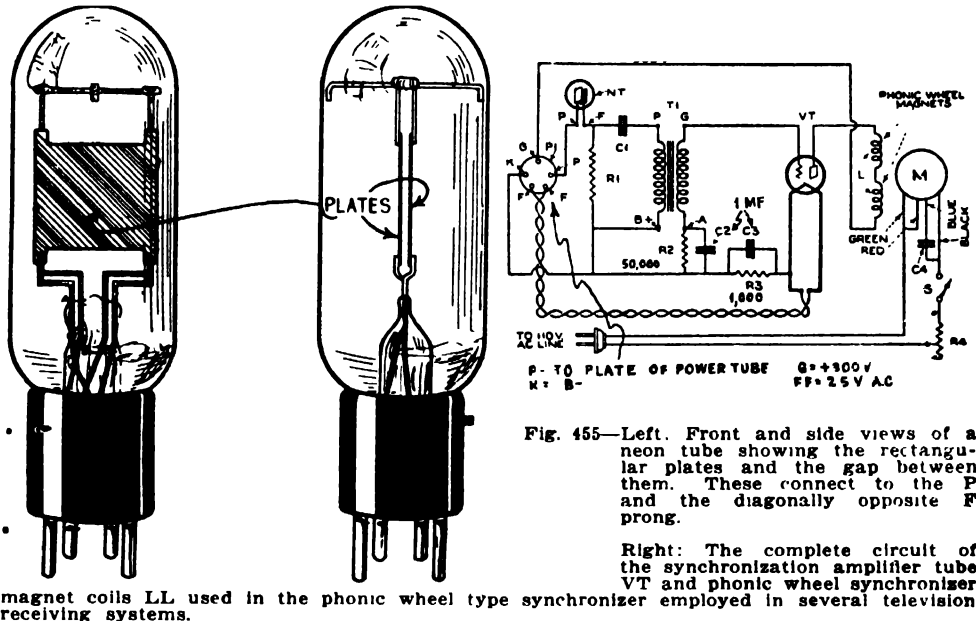 PLATES
NT
P
F
P
T1
G
VT
PHONIC WHEEL
MAGNETS
G
P
K
P
F
F
C1
R1
B+
A
1 MF
C2
C3
L
M
R2
50,000
R3
1,000
GREEN
RED
BLUE
BLACK
C4
S
R4
TO 110V.
AC LINE
P- TO PLATE OF POWER TUBE
K= B-
G= +300V
FF= 2.5V A.C
Fig. 455—Left. Front and side views of a
neon tube showing the rectangu-
lar plates and the gap between
them. These connect to the P
and the diagonally opposite F
prong.
Right: The complete circuit of
the synchronization amplifier tube
VT and phonic wheel synchronizer
magnet coils LL used in the phonic wheel type synchronizer employed in several television
receiving systems.